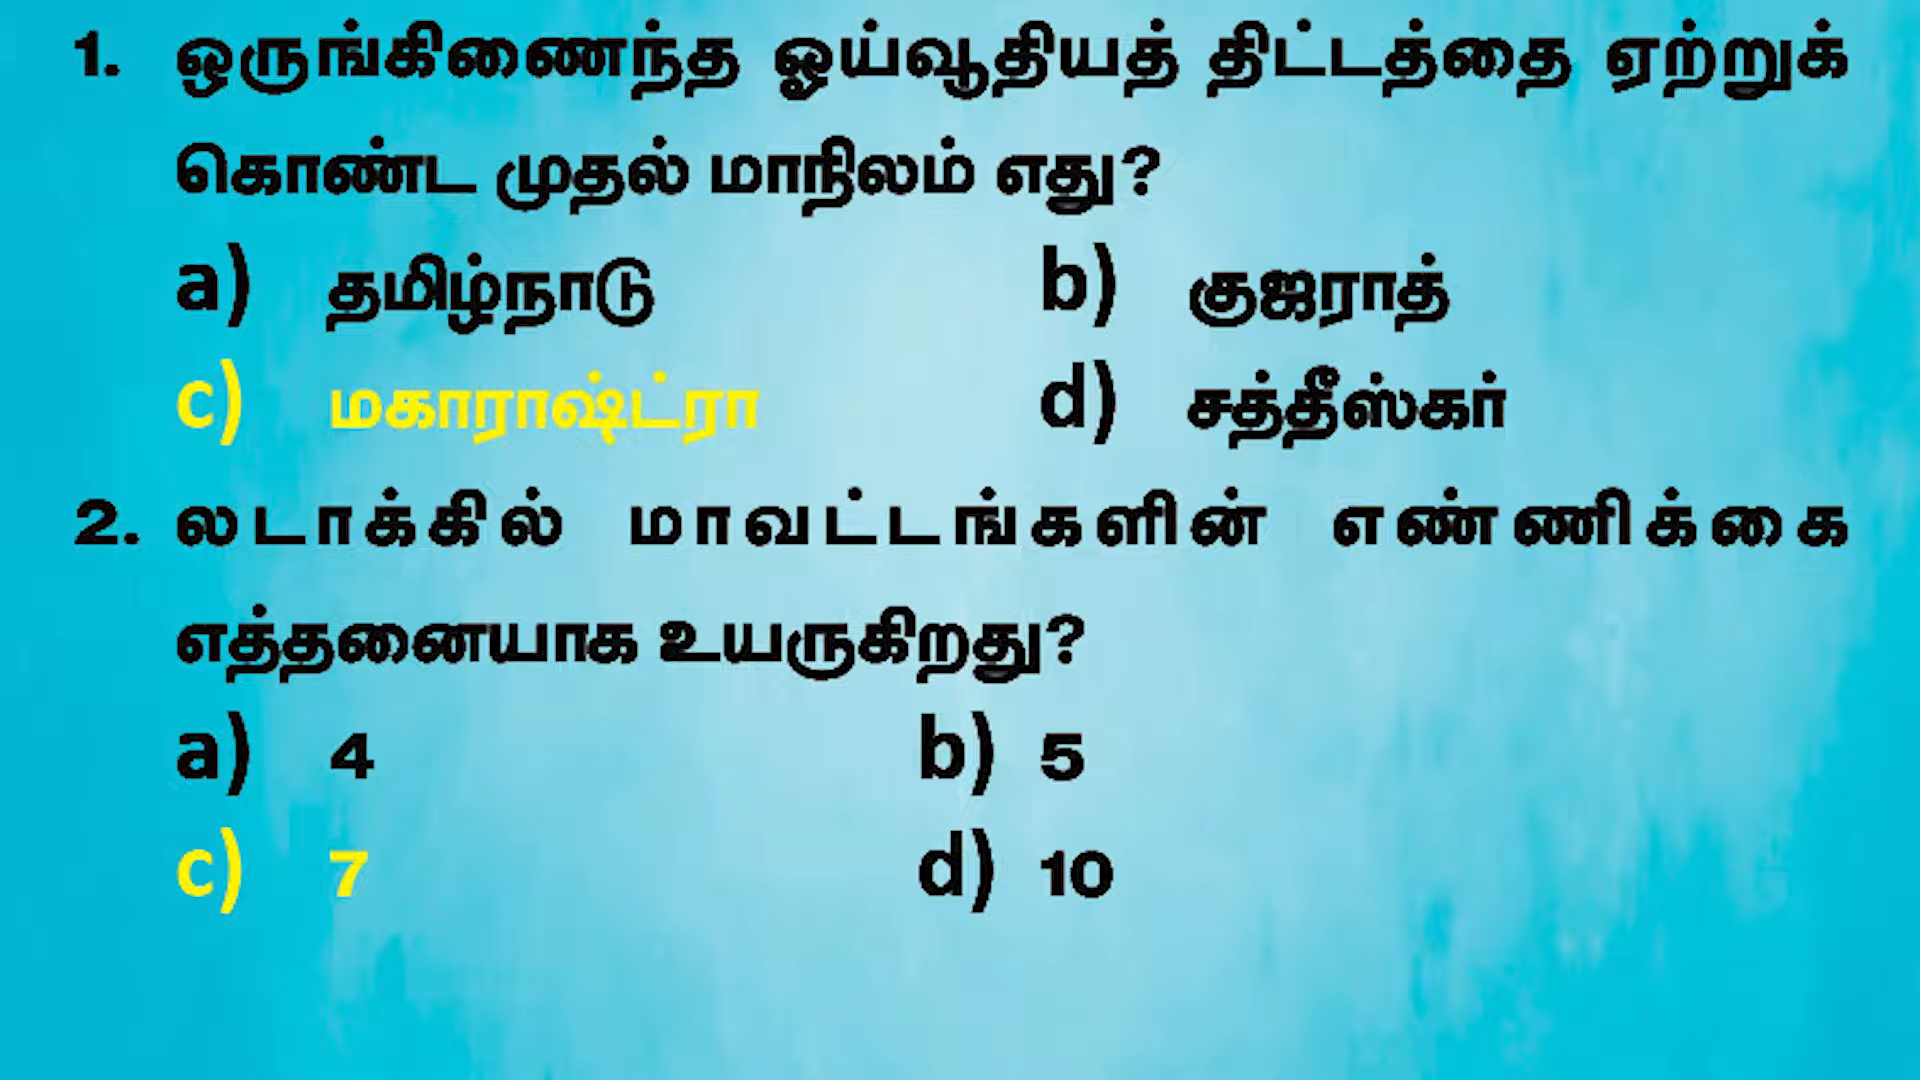 1. ஒருங்கிணைந்த ஓய்வூதியத் திட்டத்தை ஏற்றுக்
கொண்ட முதல் மாநிலம் எது?
a) தமிழ்நாடு b) குஜராத்
c) மகாராஷ்ட்ரா d) சத்தீஸ்கர்
2. லடாக்கில் மாவட்டங்களின் எண்ணிக்கை
எத்தனையாக உயருகிறது?
a) 4 b) 5
c) 7 d) 10